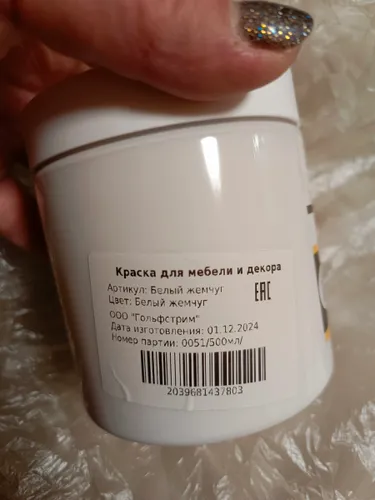 Краска для мебели и декора
Артикул: Белый жемчуг
Цвет: Белый жемчуг
EAC
ООО "Гольфстрим"
Дата изготовления: 01.12.2024
Номер партии: 0051/500мл/
2039681437803